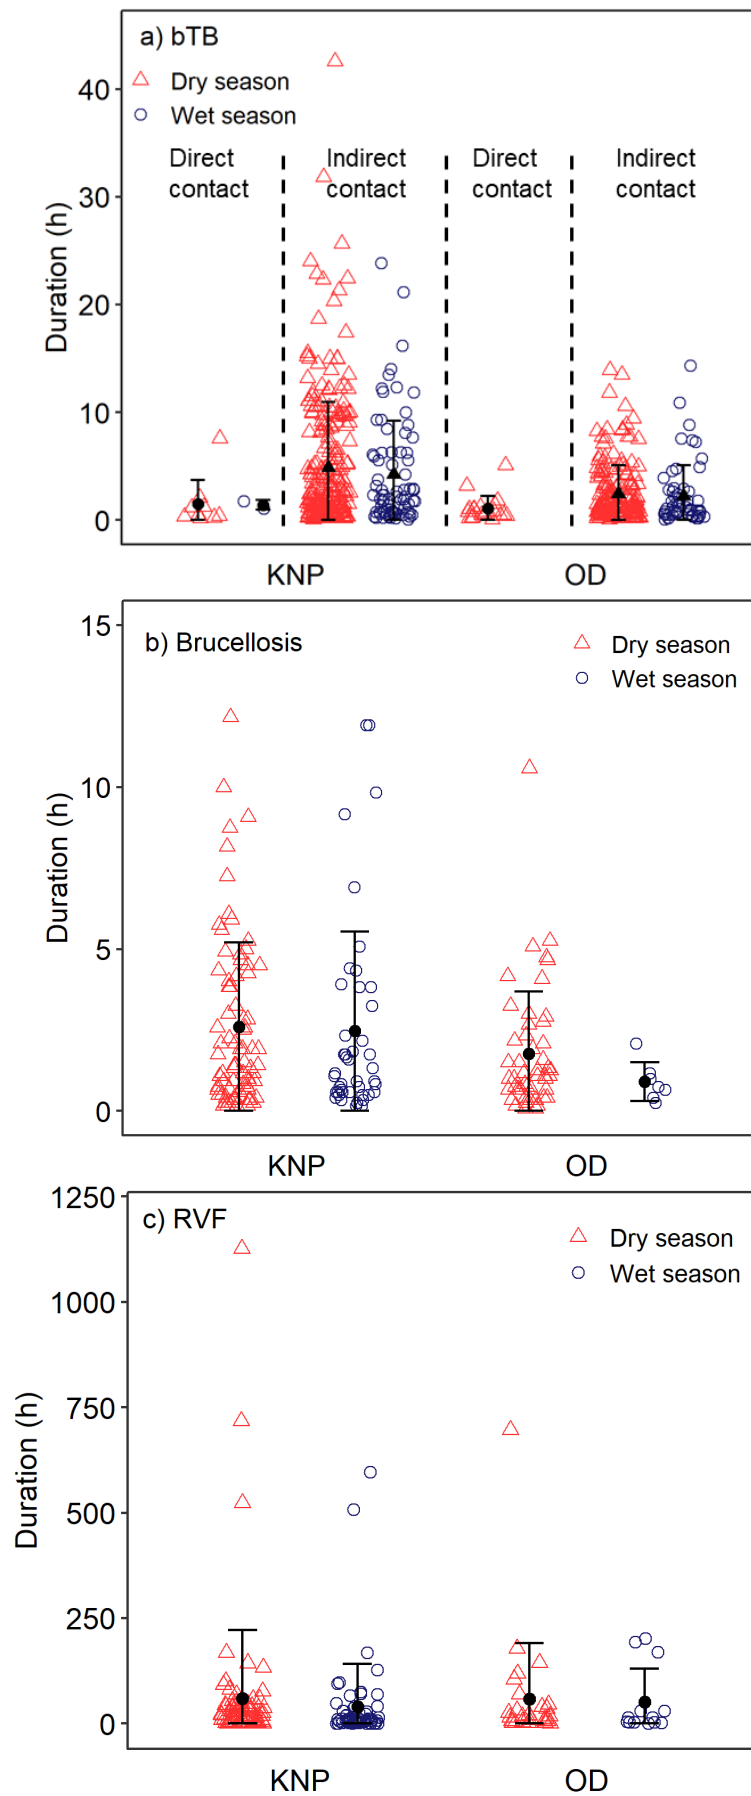 a) bTB
Dry season
Wet season
Direct contact
Indirect contact
Direct contact
Indirect contact
40
30
20
10
0
Duration (h)
KNP OD
b) Brucellosis
Dry season
Wet season
15
10
5
0
Duration (h)
KNP OD
c) RVF
Dry season
Wet season
1250
1000
750
500
250
0
Duration (h)
KNP OD